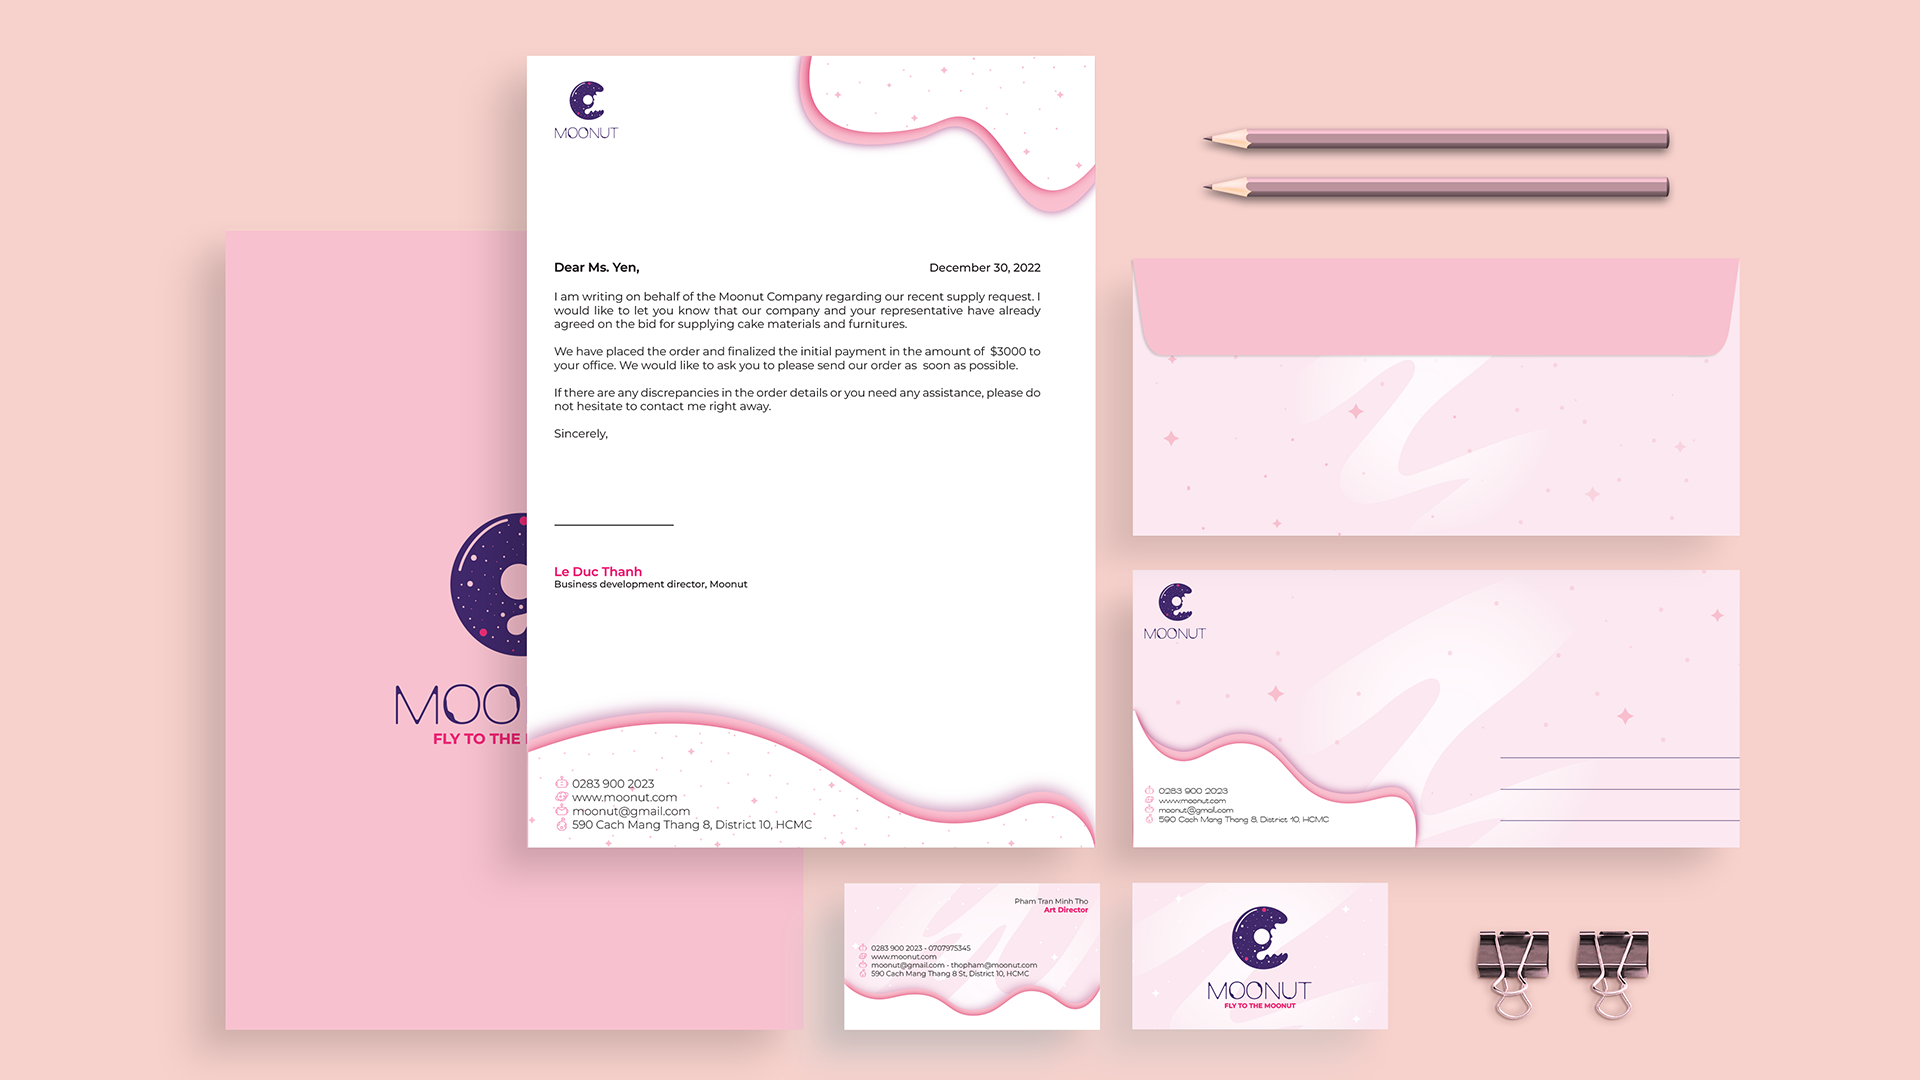 MOONUT
Dear Ms. Yen,
December 30, 2022
I am writing on behalf of the Moonut Company regarding our recent supply request. I
would like to let you know that our company and your representative have already
agreed on the bid for supplying cake materials and furnitures.
We have placed the order and finalized the initial payment in the amount of $3000 to
your office. We would like to ask you to please send our order as soon as possible.
If there are any discrepancies in the order details or you need any assistance, please do
not hesitate to contact me right away.
Sincerely,
Le Duc Thanh
Business development director, Moonut
0283 900 2023
www.moonut.com
moonut@gmail.com
590 Cach Mang Thang 8, District 10, HCMC
MOO
FLY TO THE
MOONUT
0283 900 2023
www.moonut.com
moonut@gmail.com
590 Cach Mang Thang 8, District 10, HCMC
Pham Tran Minh Tho
Art Director
0283 900 2023 - 0707975345
www.moonut.com
moonut@gmail.com - thopham@moonut.com
590 Cach Mang Thang 8 St, District 10, HCMC
MOONUT
FLY TO THE MOONUT